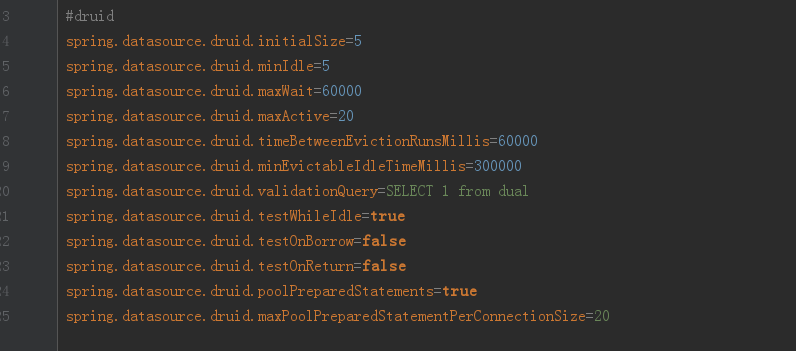 3 #druid
4 spring.datasource.druid.initialSize=5
5 spring.datasource.druid.minIdle=5
6 spring.datasource.druid.maxWait=60000
7 spring.datasource.druid.maxActive=20
8 spring.datasource.druid.timeBetweenEvictionRunsMillis=60000
9 spring.datasource.druid.minEvictableIdleTimeMillis=300000
20 spring.datasource.druid.validationQuery=SELECT 1 from dual
21 spring.datasource.druid.testWhileIdle=true
22 spring.datasource.druid.testOnBorrow=false
23 spring.datasource.druid.testOnReturn=false
24 spring.datasource.druid.poolPreparedStatements=true
25 spring.datasource.druid.maxPoolPreparedStatementPerConnectionSize=20